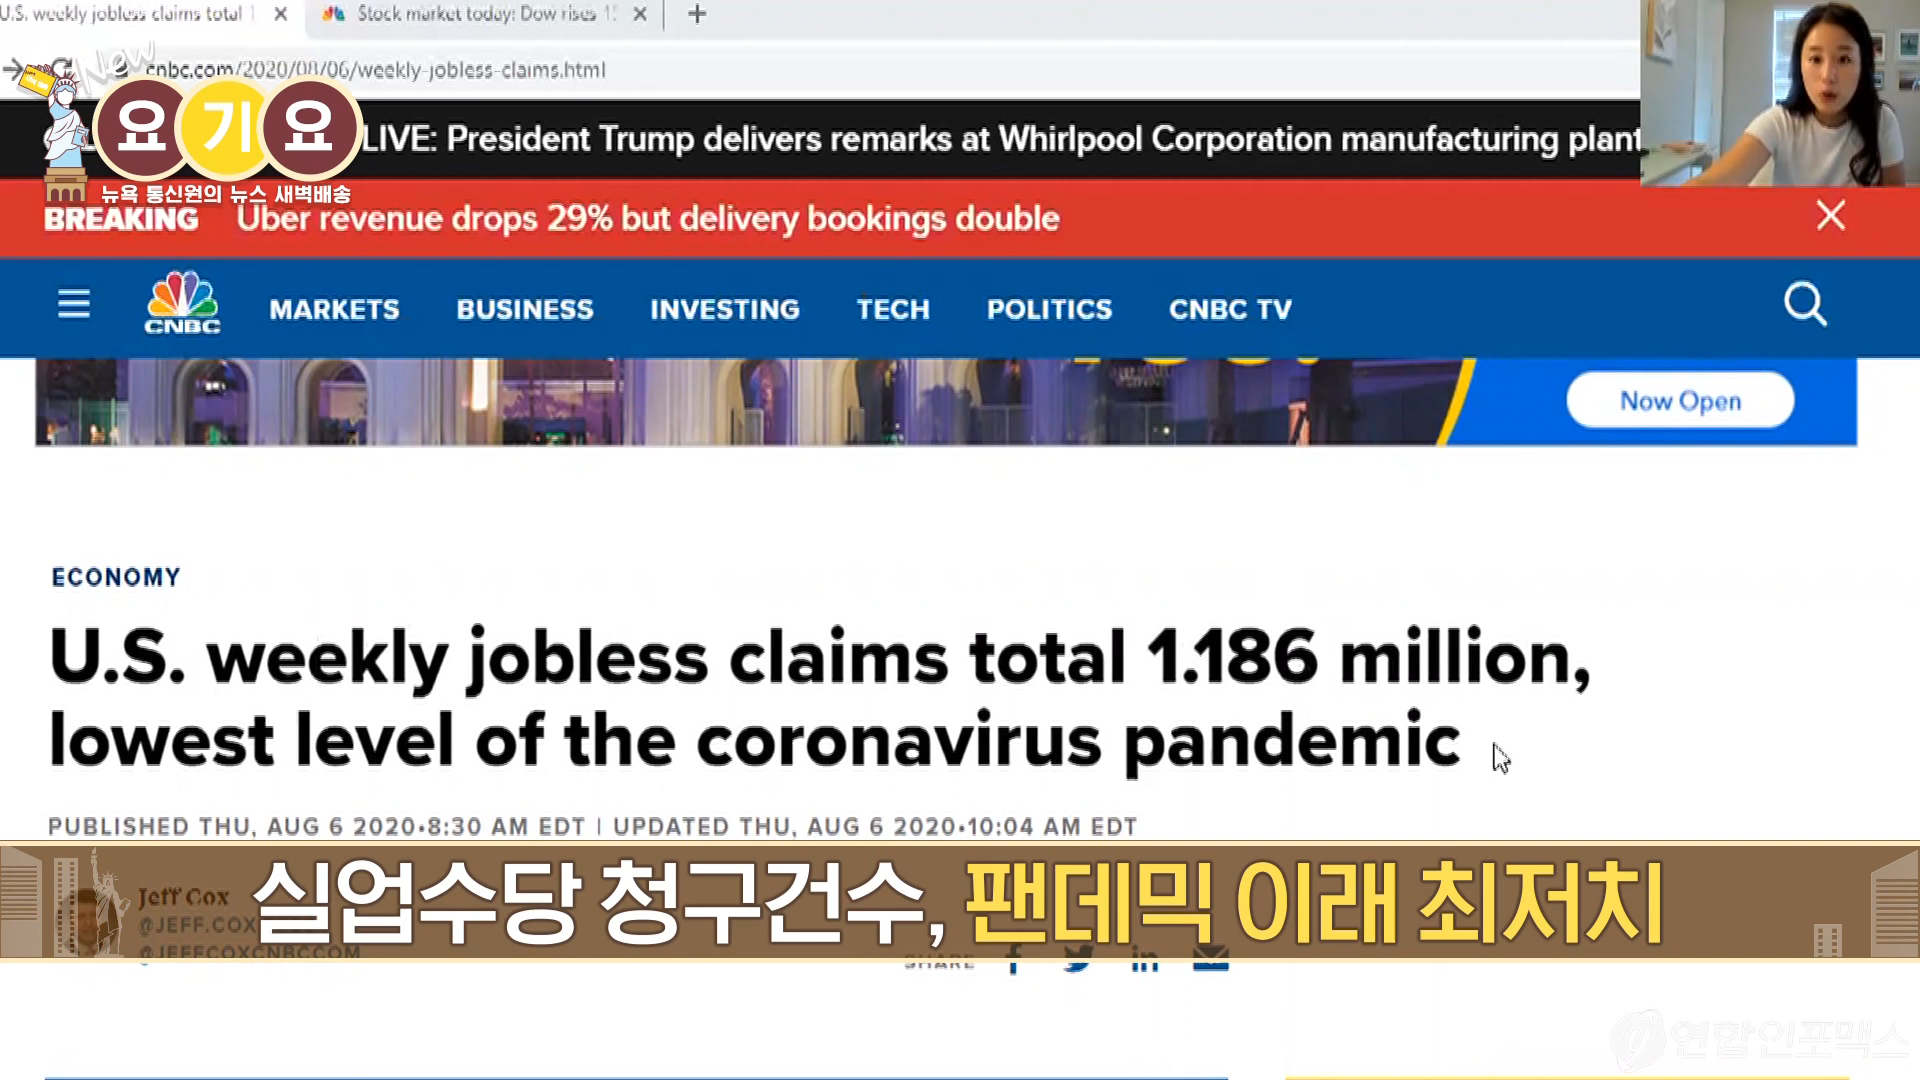 U.S. weekly jobless claims total 1
Stock market today: Dow rises 1
cnbc.com/2020/08/06/weekly-jobless-claims.html
New
요기요
뉴욕 통신원의 뉴스 새벽배송
LIVE: President Trump delivers remarks at Whirlpool Corporation manufacturing plant
BREAKING Uber revenue drops 29% but delivery bookings double
CNBC MARKETS BUSINESS INVESTING TECH POLITICS CNBC TV
Now Open
ECONOMY
U.S. weekly jobless claims total 1.186 million,
lowest level of the coronavirus pandemic
PUBLISHED THU, AUG 6 2020•8:30 AM EDT | UPDATED THU, AUG 6 2020•10:04 AM EDT
실업수당 청구건수, 팬데믹 이래 최저치
Jeff Cox
@JEFF.COX
@JEFFCOXCNBCCOM
SHARE
연합인포맥스